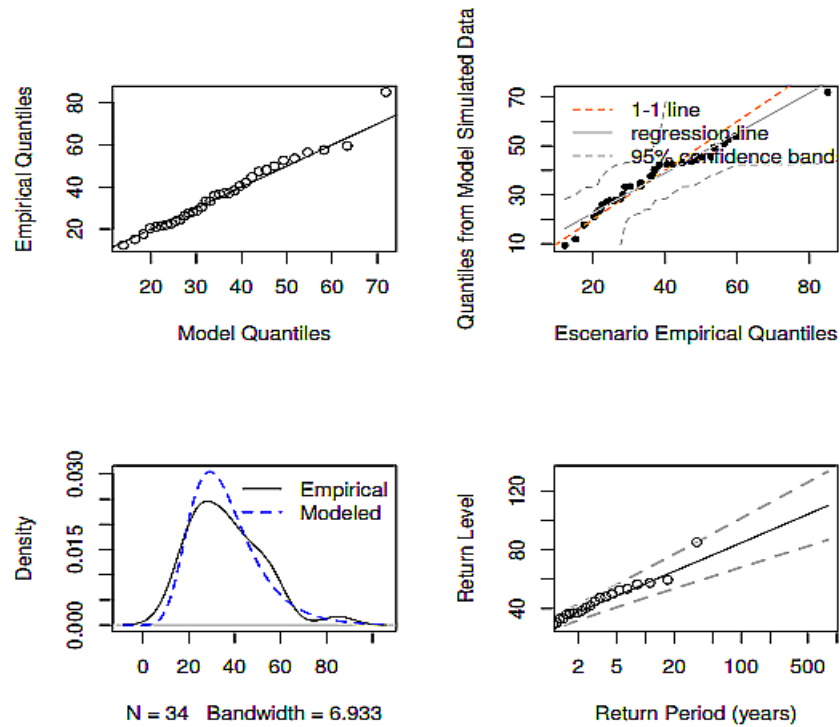 Empirical Quantiles
20 40 60 80
20 30 40 50 60 70
Model Quantiles
Quantiles from Model Simulated Data
10 30 50 70
1-1 line
regression line
95% confidence band
20 40 60 80
Escenario Empirical Quantiles
Density
0.000 0.015 0.030
Empirical
Modeled
0 20 40 60 80
N = 34 Bandwidth = 6.933
Return Level
40 80 120
2 5 20 100 500
Return Period (years)